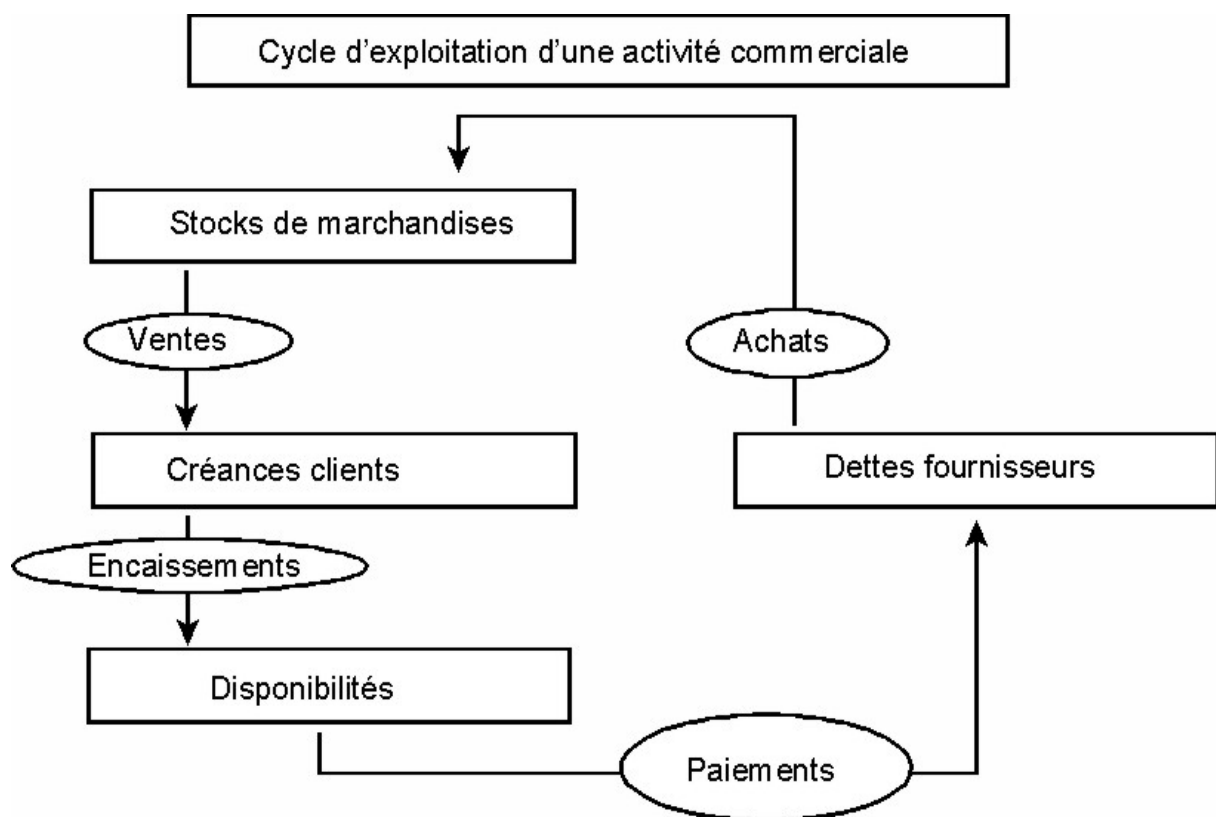 Cycle d’exploitation d’une activité commerciale
Stocks de marchandises
Ventes
Achats
Créances clients
Dettes fournisseurs
Encaissements
Disponibilités
Paiements